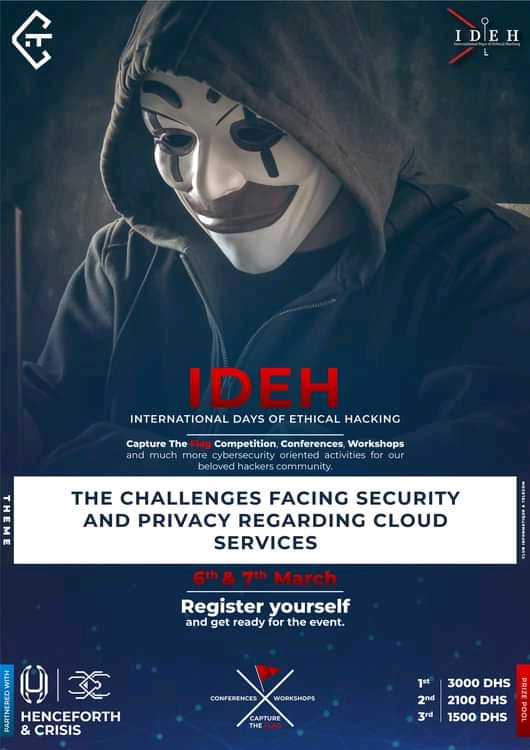 I D E H
International Days of Ethical Hacking
IDEH
INTERNATIONAL DAYS OF ETHICAL HACKING
Capture The Flag Competition, Conferences, Workshops
and much more cybersecurity oriented activities for our
beloved hackers community.
THEME
THE CHALLENGES FACING SECURITY
AND PRIVACY REGARDING CLOUD
SERVICES
6th & 7th March
Register yourself
and get ready for the event.
PARTNERED WITH
HENCEFORTH
& CRISIS
CONFERENCES
WORKSHOPS
CAPTURE
THE FLAG
1st 3000 DHS
2nd 2100 DHS
3rd 1500 DHS
PRIZE POOL